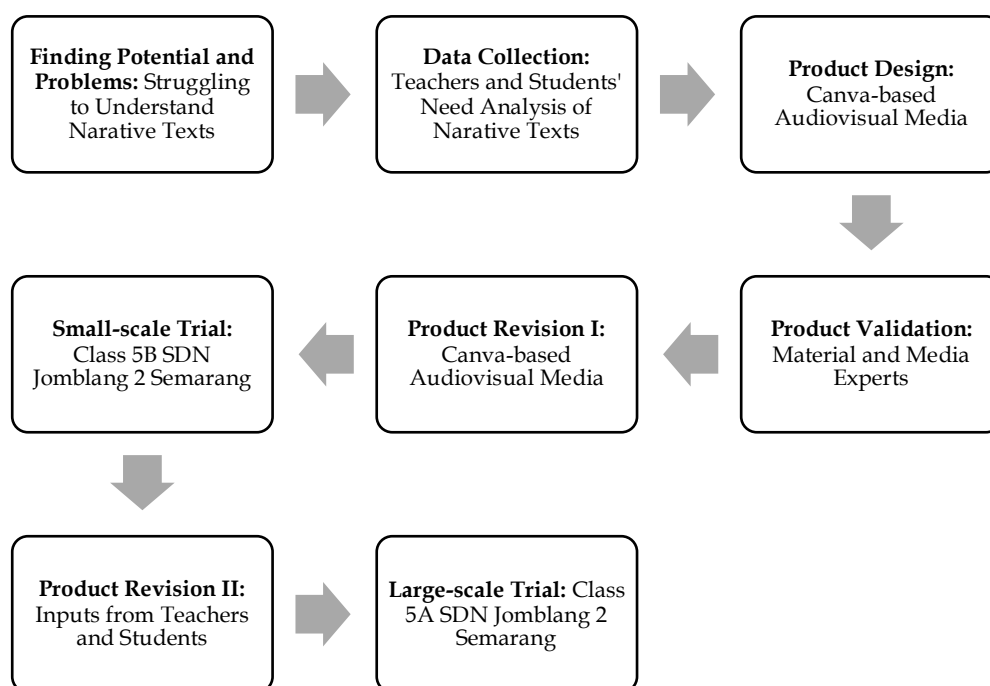 Finding Potential and
Problems: Struggling
to Understand
Narative Texts
Data Collection:
Teachers and Students'
Need Analysis of
Narative Texts
Product Design:
Canva-based
Audiovisual Media
Product Validation:
Material and Media
Experts
Product Revision I:
Canva-based
Audiovisual Media
Small-scale Trial:
Class 5B SDN
Jomblang 2 Semarang
Product Revision II:
Inputs from Teachers
and Students
Large-scale Trial: Class
5A SDN Jomblang 2
Semarang